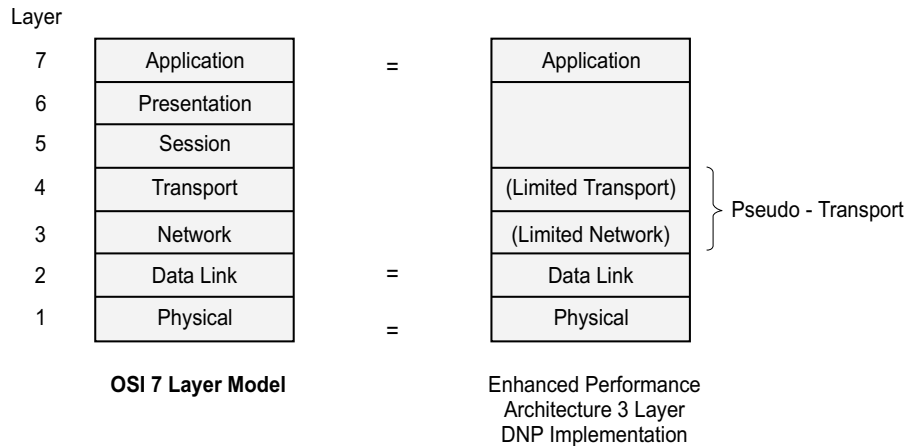 Layer
7 Application = Application
6 Presentation
5 Session
4 Transport (Limited Transport)
Pseudo - Transport
3 Network (Limited Network)
2 Data Link = Data Link
1 Physical = Physical
OSI 7 Layer Model
Enhanced Performance
Architecture 3 Layer
DNP Implementation